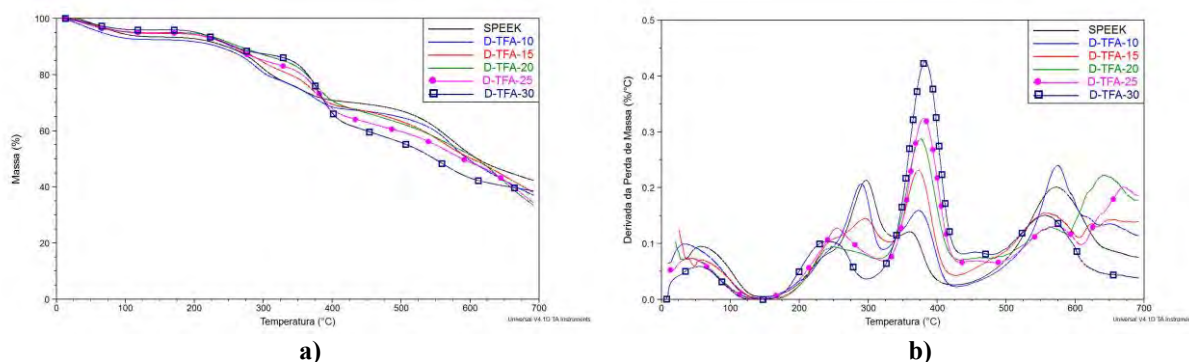 SPEEK
D-TFA-10
D-TFA-15
D-TFA-20
D-TFA-25
D-TFA-30
Massa (%)
100
80
60
40
20
0
0 100 200 300 400 500 600 700
Temperatura (°C)
Universal V4.1D TA Instruments
a)
SPEEK
D-TFA-10
D-TFA-15
D-TFA-20
D-TFA-25
D-TFA-30
Derivada da Perda de Massa (%/°C)
0.5
0.4
0.3
0.2
0.1
0.0
0 100 200 300 400 500 600 700
Temperatura (°C)
Universal V4.1D TA Instruments
b)